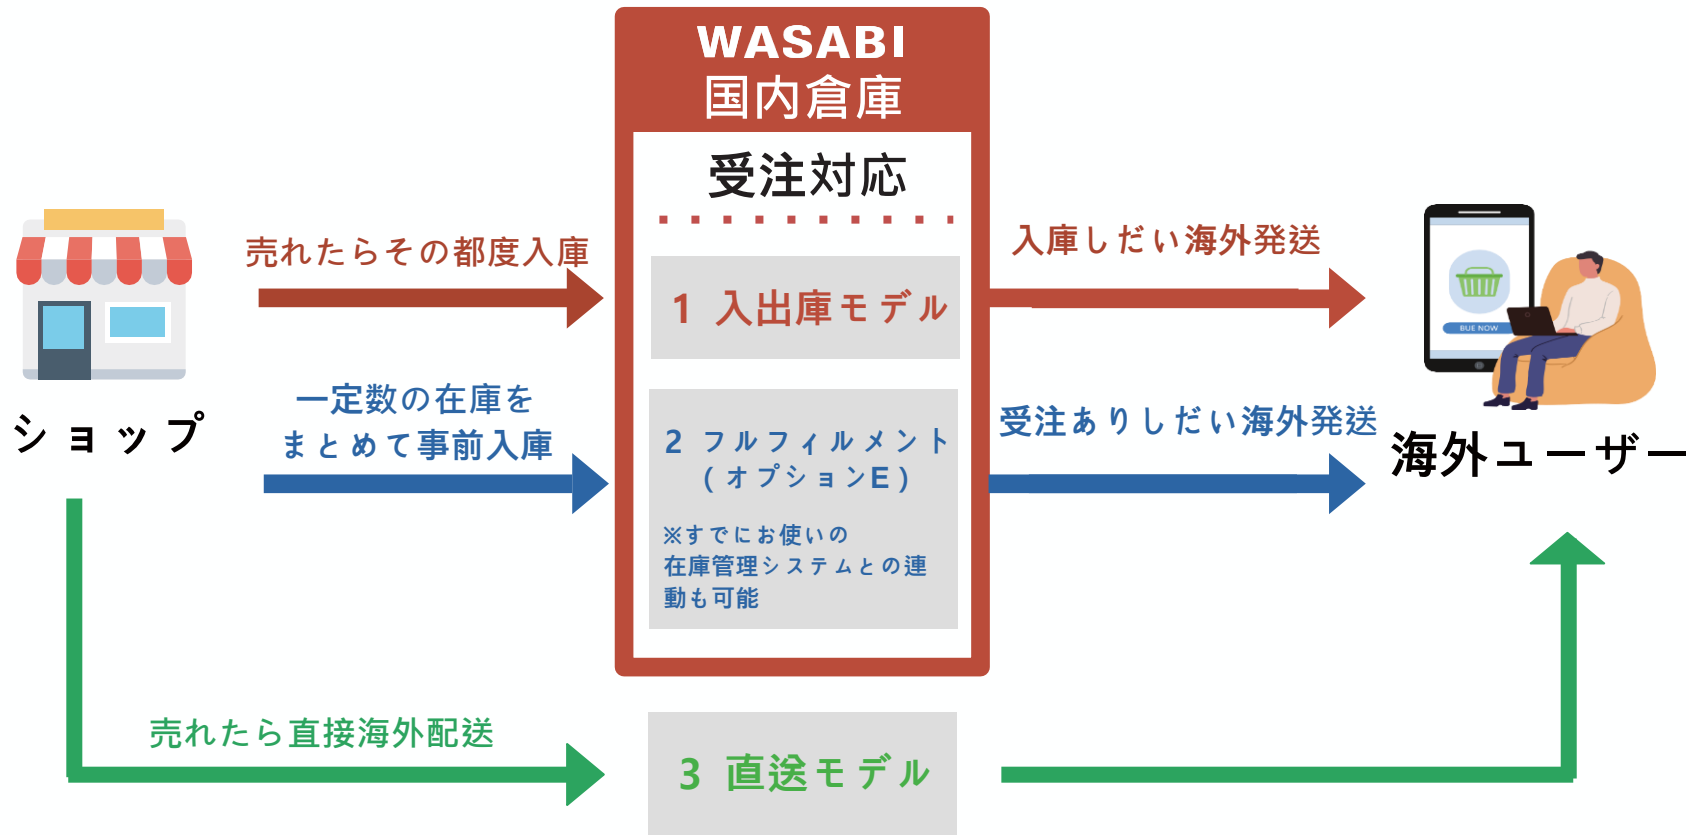 WASABI
国内倉庫
受注対応
売れたらその都度入庫
1 入出庫モデル
入庫しだい海外発送
BUE NOW
一定数の在庫を
まとめて事前入庫
2 フルフィルメント
(オプションE)
※すでにお使いの
在庫管理システムとの連
動も可能
受注ありしだい海外発送
ショップ
海外ユーザー
売れたら直接海外配送
3 直送モデル